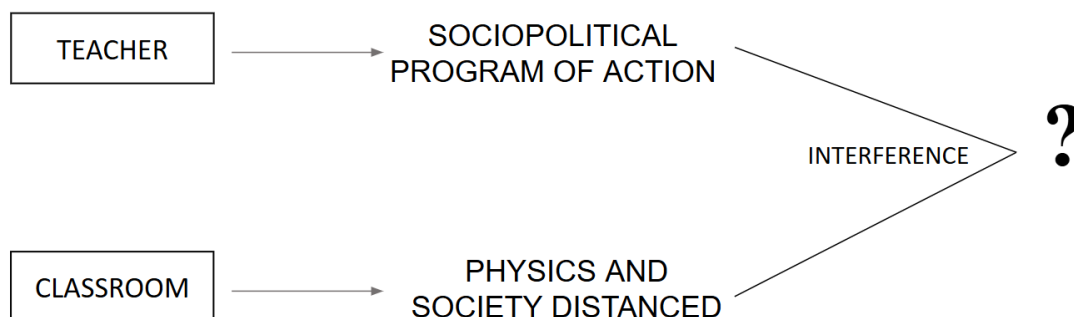 TEACHER
SOCIOPOLITICAL
PROGRAM OF ACTION
?
INTERFERENCE
CLASSROOM
PHYSICS AND
SOCIETY DISTANCED